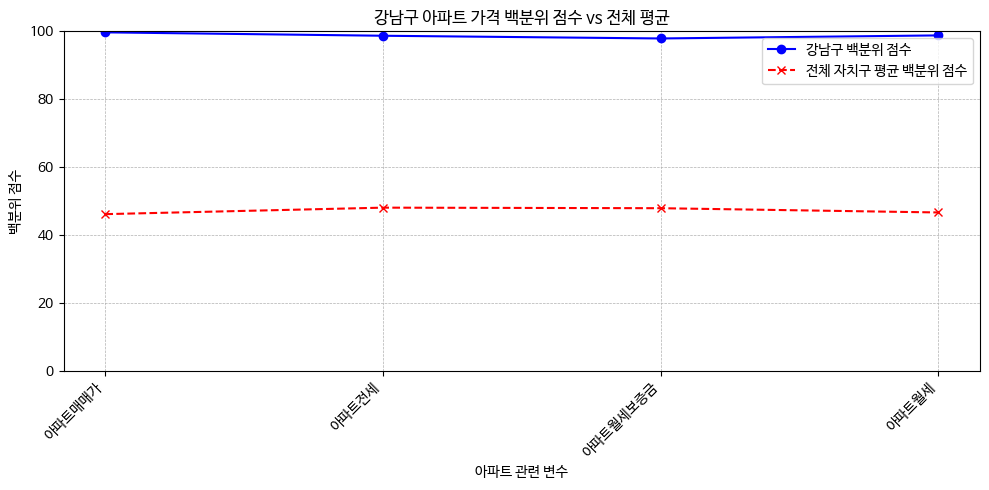 강남구 아파트 가격 백분위 점수 vs 전체 평균
강남구 백분위 점수
전체 자치구 평균 백분위 점수
백분위 점수
100
80
60
40
20
0
아파트매매가
아파트전세
아파트월세보증금
아파트월세
아파트 관련 변수